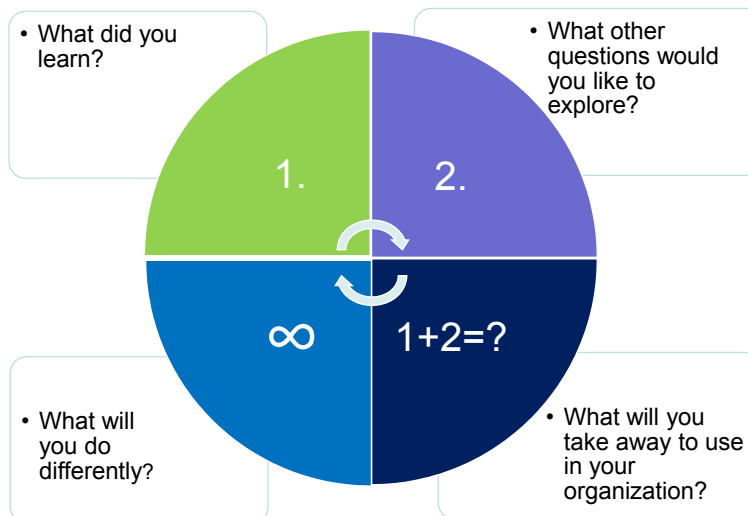 • What did you
learn?
• What other
questions would
you like to
explore?
1.
2.
∞
1+2=?
• What will
you do
differently?
• What will you
take away to use
in your
organization?